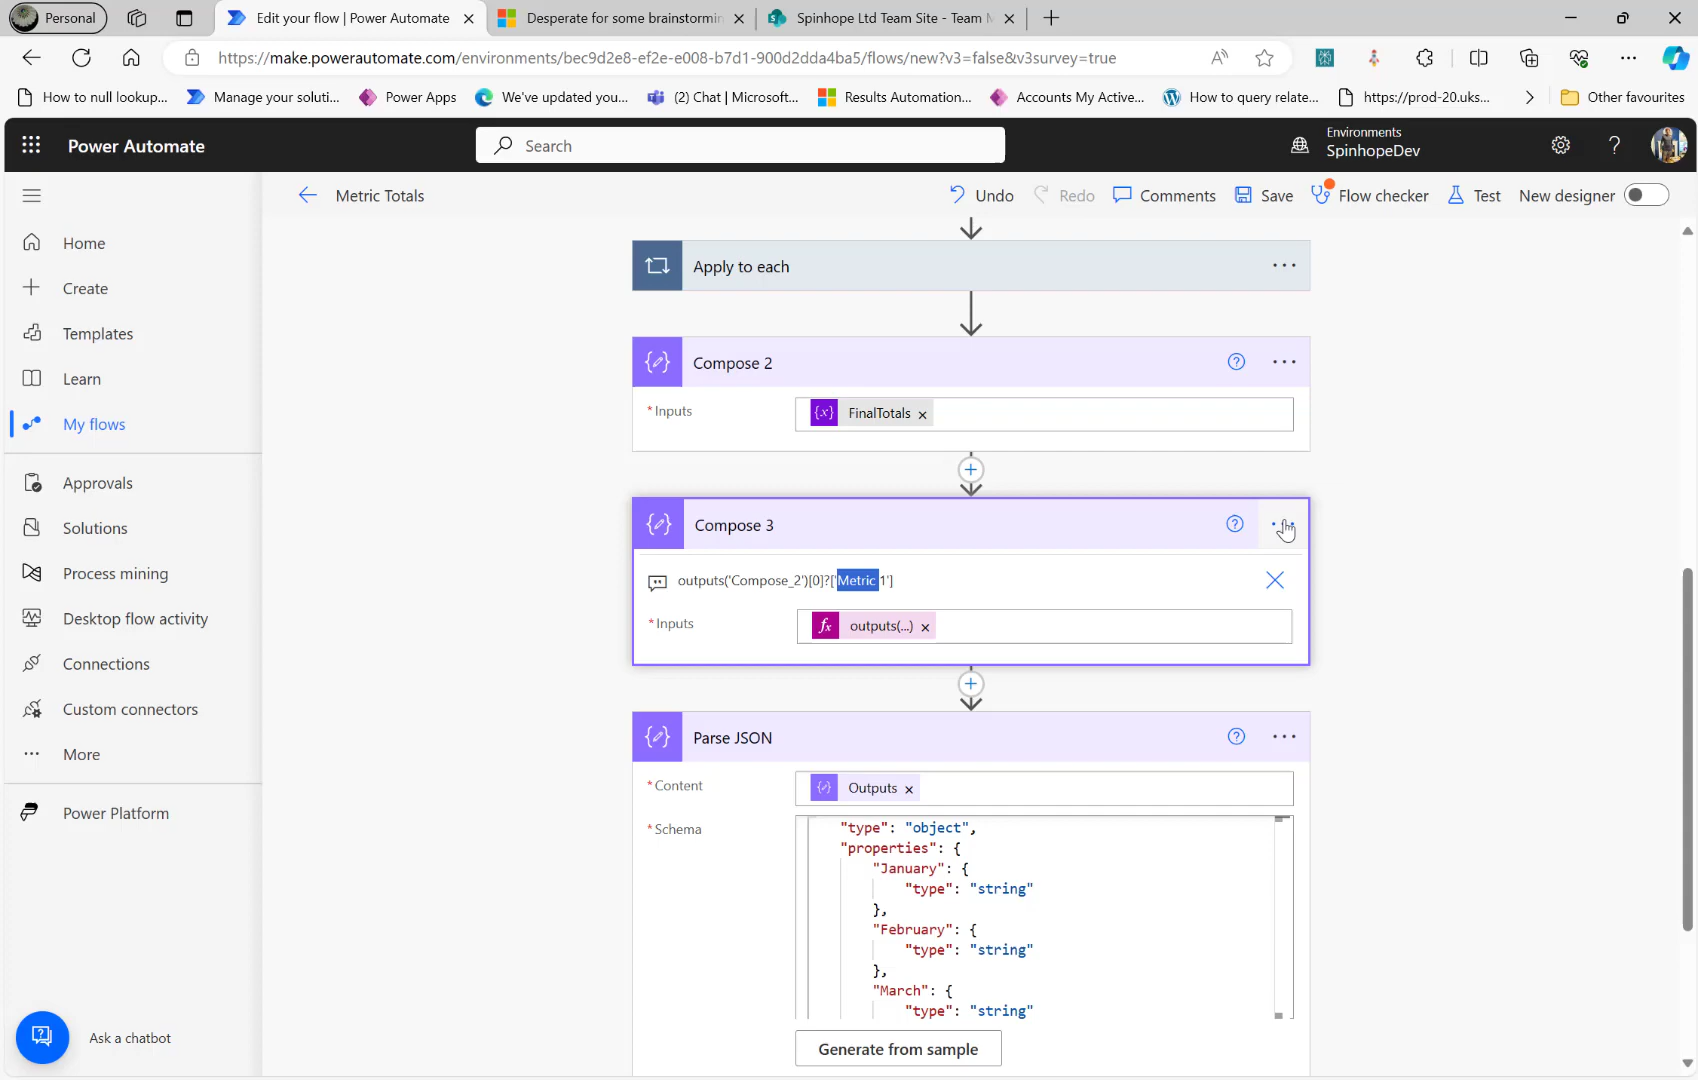 Personal
Edit your flow | Power Automate
Desperate for some brainstormin
Spinhope Ltd Team Site - Team M
https://make.powerautomate.com/environments/bec9d2e8-ef2e-e008-b7d1-900d2dda4ba5/flows/new?v3=false&v3survey=true
How to null lookup...
Manage your soluti...
Power Apps
We've updated you...
(2) Chat | Microsoft...
Results Automation...
Accounts My Active...
How to query relate...
https://prod-20.uks...
Other favourites
Power Automate
Search
Environments
SpinhopeDev
Metric Totals
Undo
Redo
Comments
Save
Flow checker
Test
New designer
Home
Create
Templates
Learn
My flows
Approvals
Solutions
Process mining
Desktop flow activity
Connections
Custom connectors
More
Power Platform
Ask a chatbot
Apply to each
Compose 2
* Inputs
FinalTotals
Compose 3
outputs('Compose_2')[0]?['Metric 1']
* Inputs
outputs(...)
Parse JSON
* Content
Outputs
* Schema
"type": "object",
"properties": {
"January": {
"type": "string"
},
"February": {
"type": "string"
},
"March": {
"type": "string"
Generate from sample